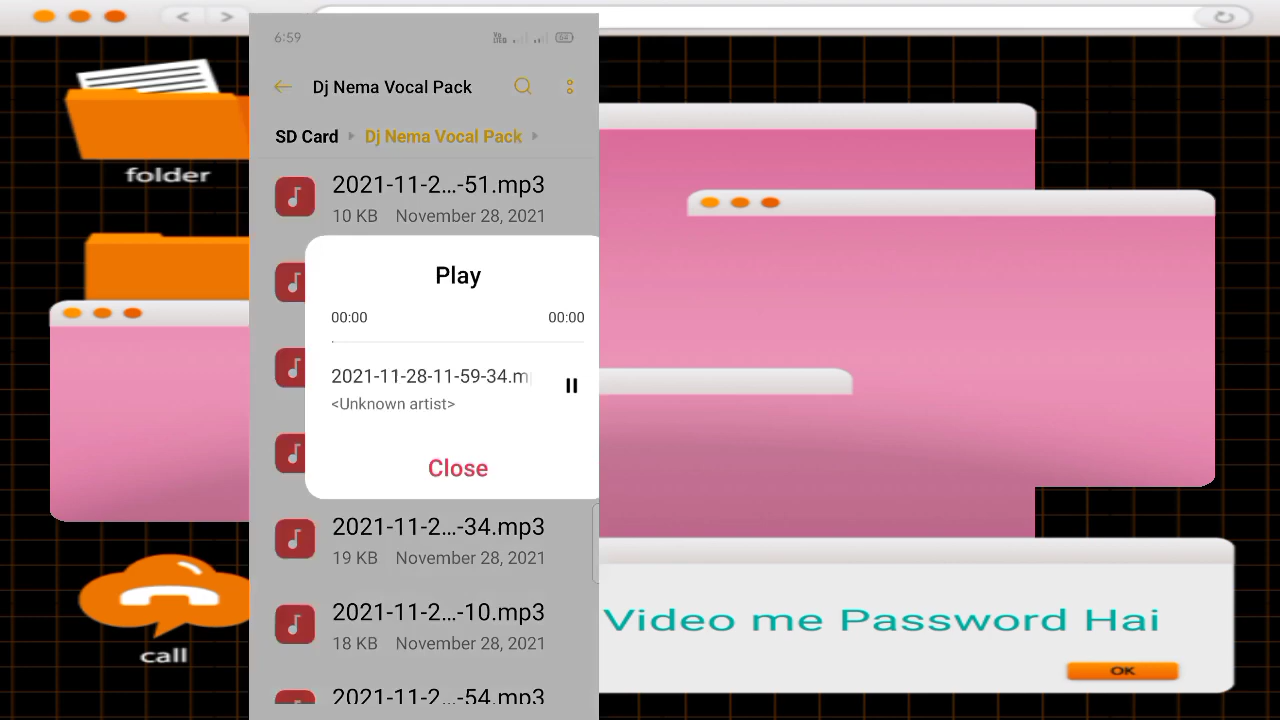 6:59
Vo LTE 64
Dj Nema Vocal Pack
SD Card Dj Nema Vocal Pack
2021-11-2...-51.mp3
10 KB November 28, 2021
Play
00:00 00:00
2021-11-28-11-59-34.m
<Unknown artist>
Close
2021-11-2...-34.mp3
19 KB November 28, 2021
2021-11-2...-10.mp3
18 KB November 28, 2021
2021-11-2...-54.mp3
folder
call
Video me Password Hai
OK